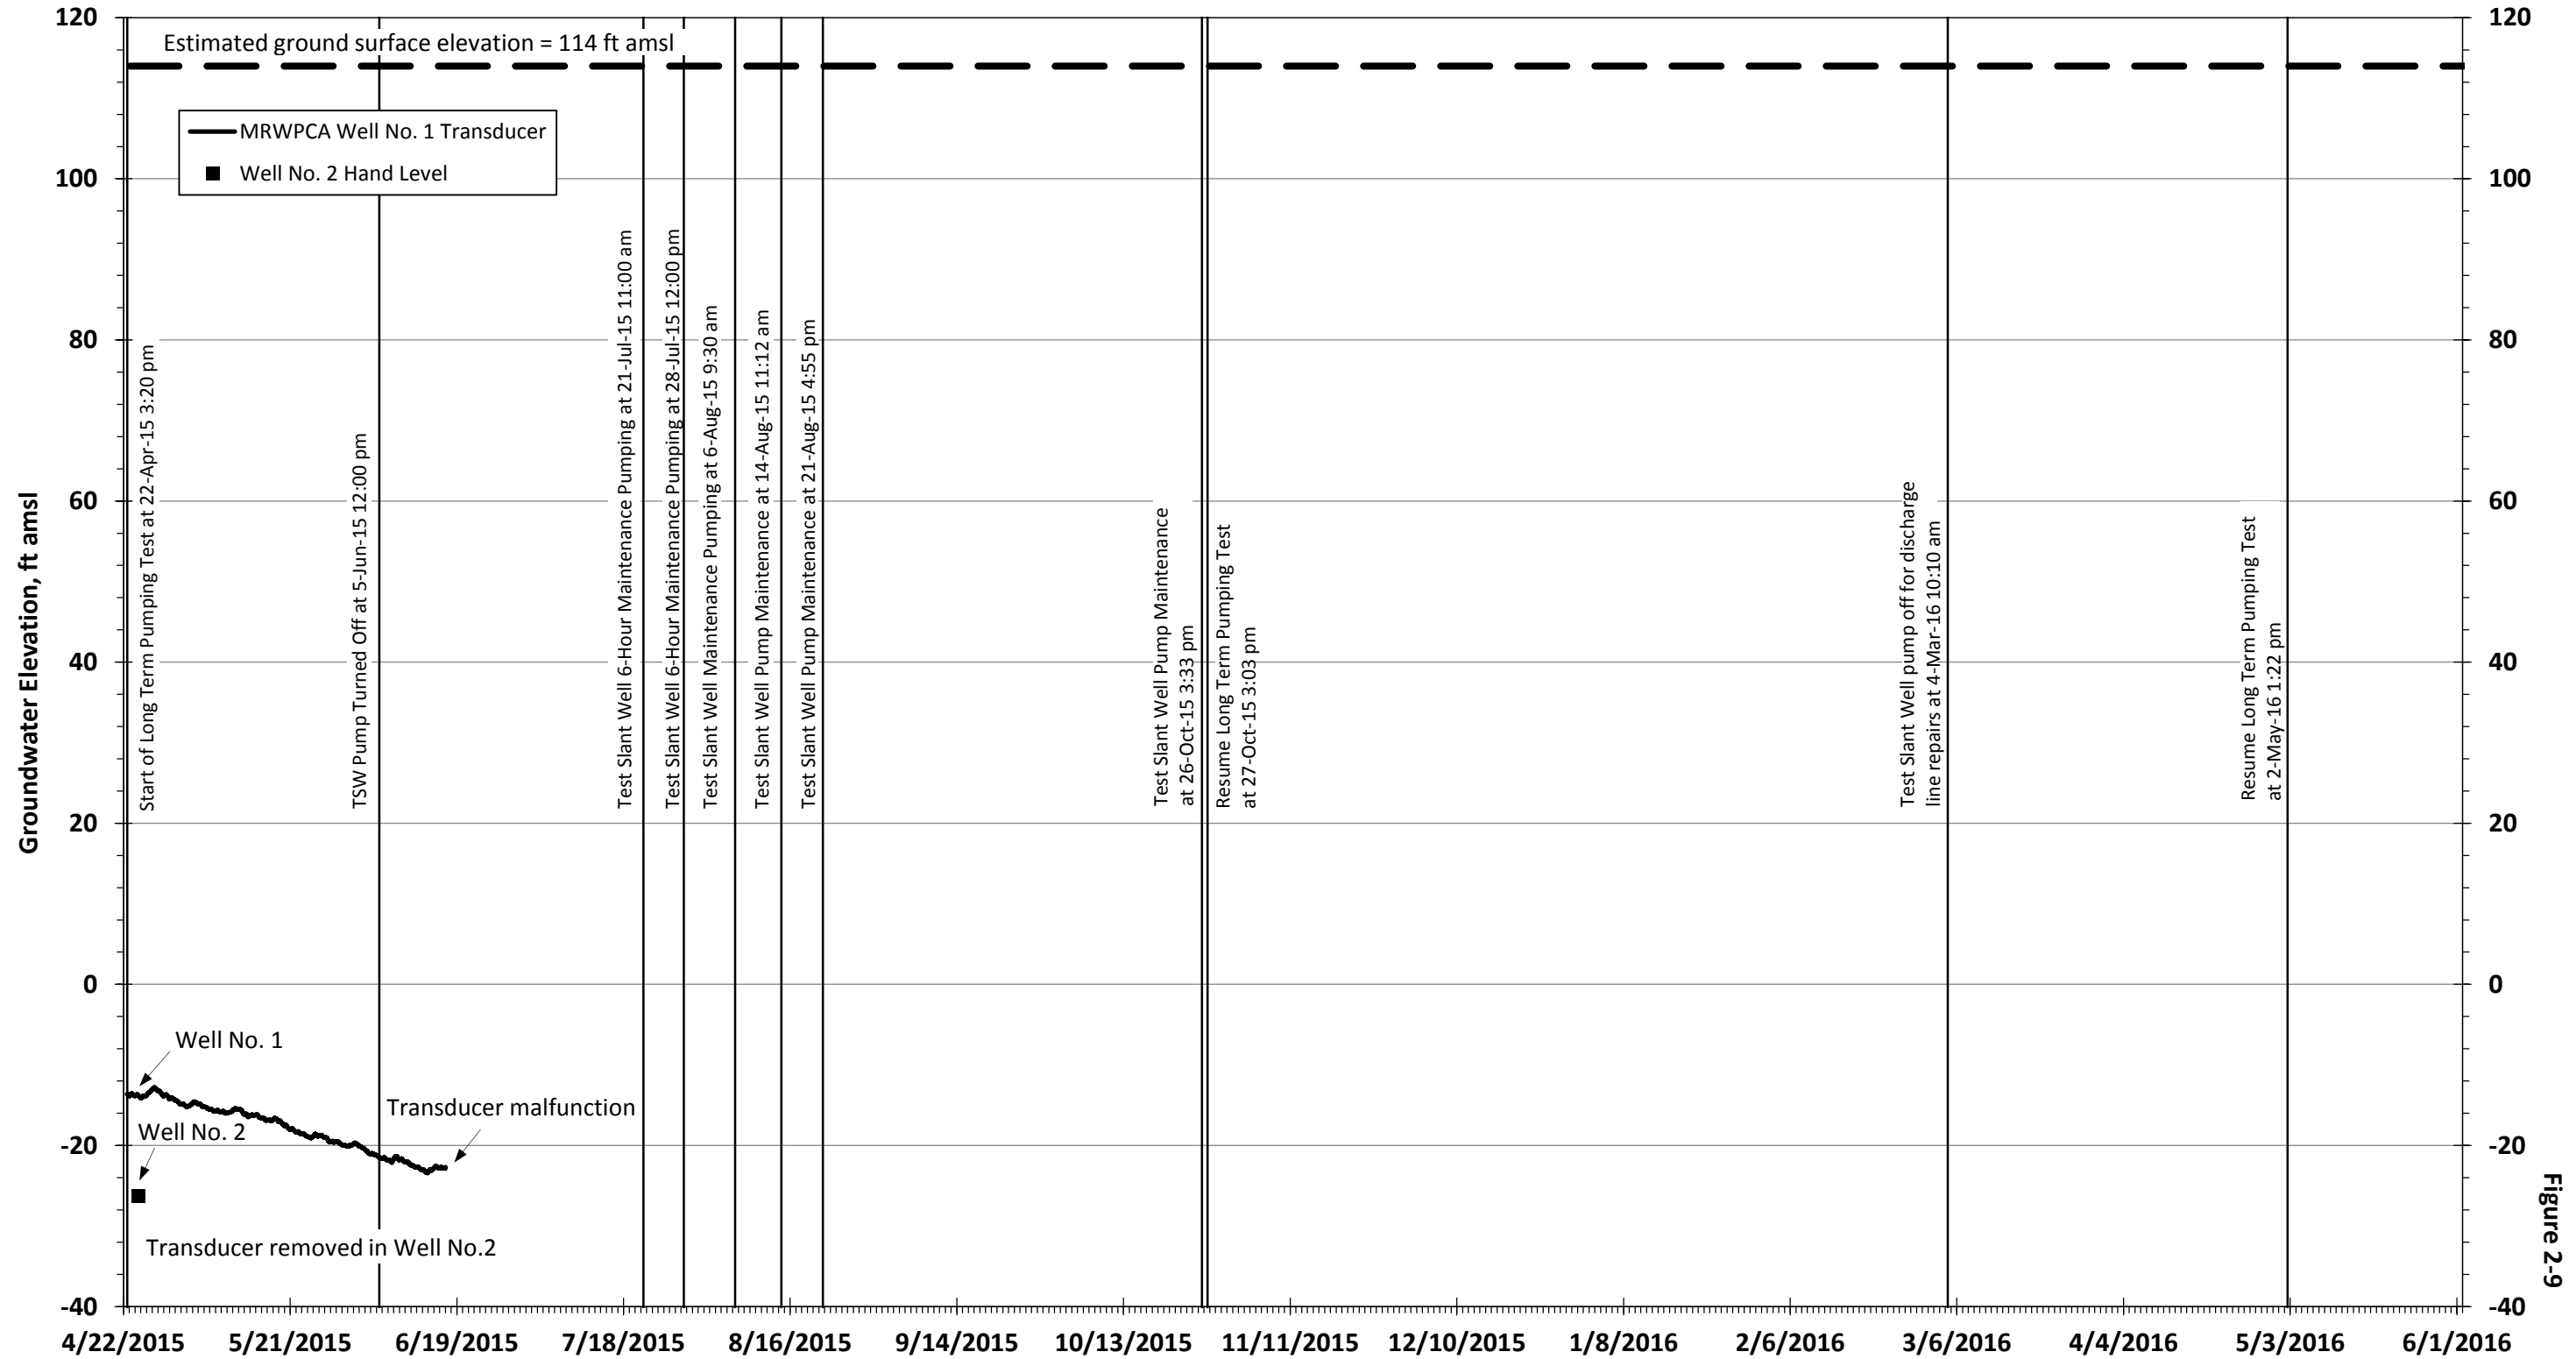 Estimated ground surface elevation = 114 ft amsl
MRWPCA Well No. 1 Transducer
Well No. 2 Hand Level
120
100
80
60
40
20
0
-20
-40
Groundwater Elevation, ft amsl
Start of Long Term Pumping Test at 22-Apr-15 3:20 pm
TSW Pump Turned Off at 5-Jun-15 12:00 pm
Test Slant Well 6-Hour Maintenance Pumping at 21-Jul-15 11:00 am
Test Slant Well 6-Hour Maintenance Pumping at 28-Jul-15 12:00 pm
Test Slant Well Maintenance Pumping at 6-Aug-15 9:30 am
Test Slant Well Pump Maintenance at 14-Aug-15 11:12 am
Test Slant Well Pump Maintenance at 21-Aug-15 4:55 pm
Test Slant Well Pump Maintenance
at 26-Oct-15 3:33 pm
Resume Long Term Pumping Test
at 27-Oct-15 3:03 pm
Test Slant Well pump off for discharge
line repairs at 4-Mar-16 10:10 am
Resume Long Term Pumping Test
at 2-May-16 1:22 pm
Well No. 1
Transducer malfunction
Well No. 2
Transducer removed in Well No.2
120
100
80
60
40
20
0
-20
-40
Figure 2-9
4/22/2015
5/21/2015
6/19/2015
7/18/2015
8/16/2015
9/14/2015
10/13/2015
11/11/2015
12/10/2015
1/8/2016
2/6/2016
3/6/2016
4/4/2016
5/3/2016
6/1/2016